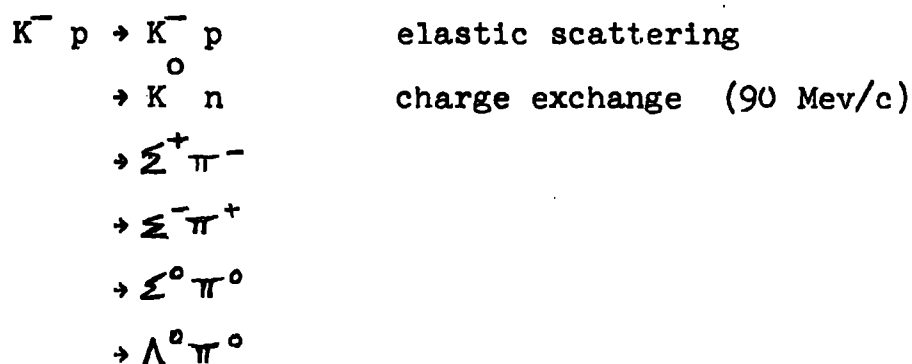 K⁻ p → K⁻ p elastic scattering
→ K⁰ n charge exchange (90 Mev/c)
→ Σ⁺π⁻
→ Σ⁻π⁺
→ Σ⁰π⁰
→ Λ⁰π⁰